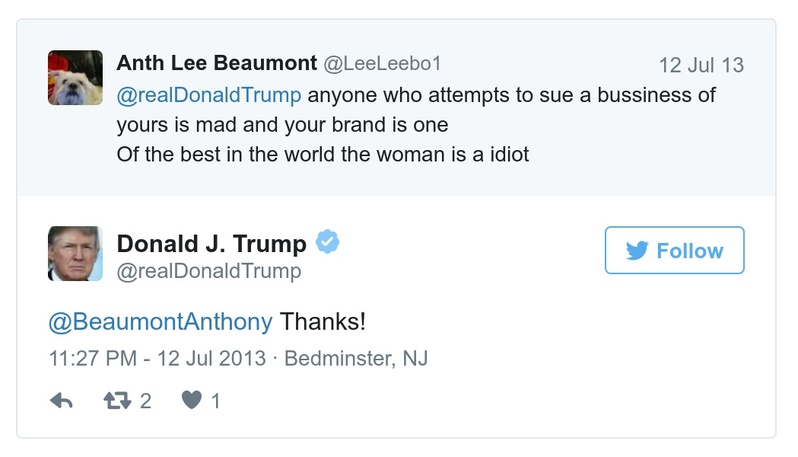 Anth Lee Beaumont @LeeLeebo1 12 Jul 13
@realDonaldTrump anyone who attempts to sue a bussiness of
yours is mad and your brand is one
Of the best in the world the woman is a idiot
Donald J. Trump
@realDonaldTrump
Follow
@BeaumontAnthony Thanks!
11:27 PM - 12 Jul 2013 · Bedminster, NJ
2 1